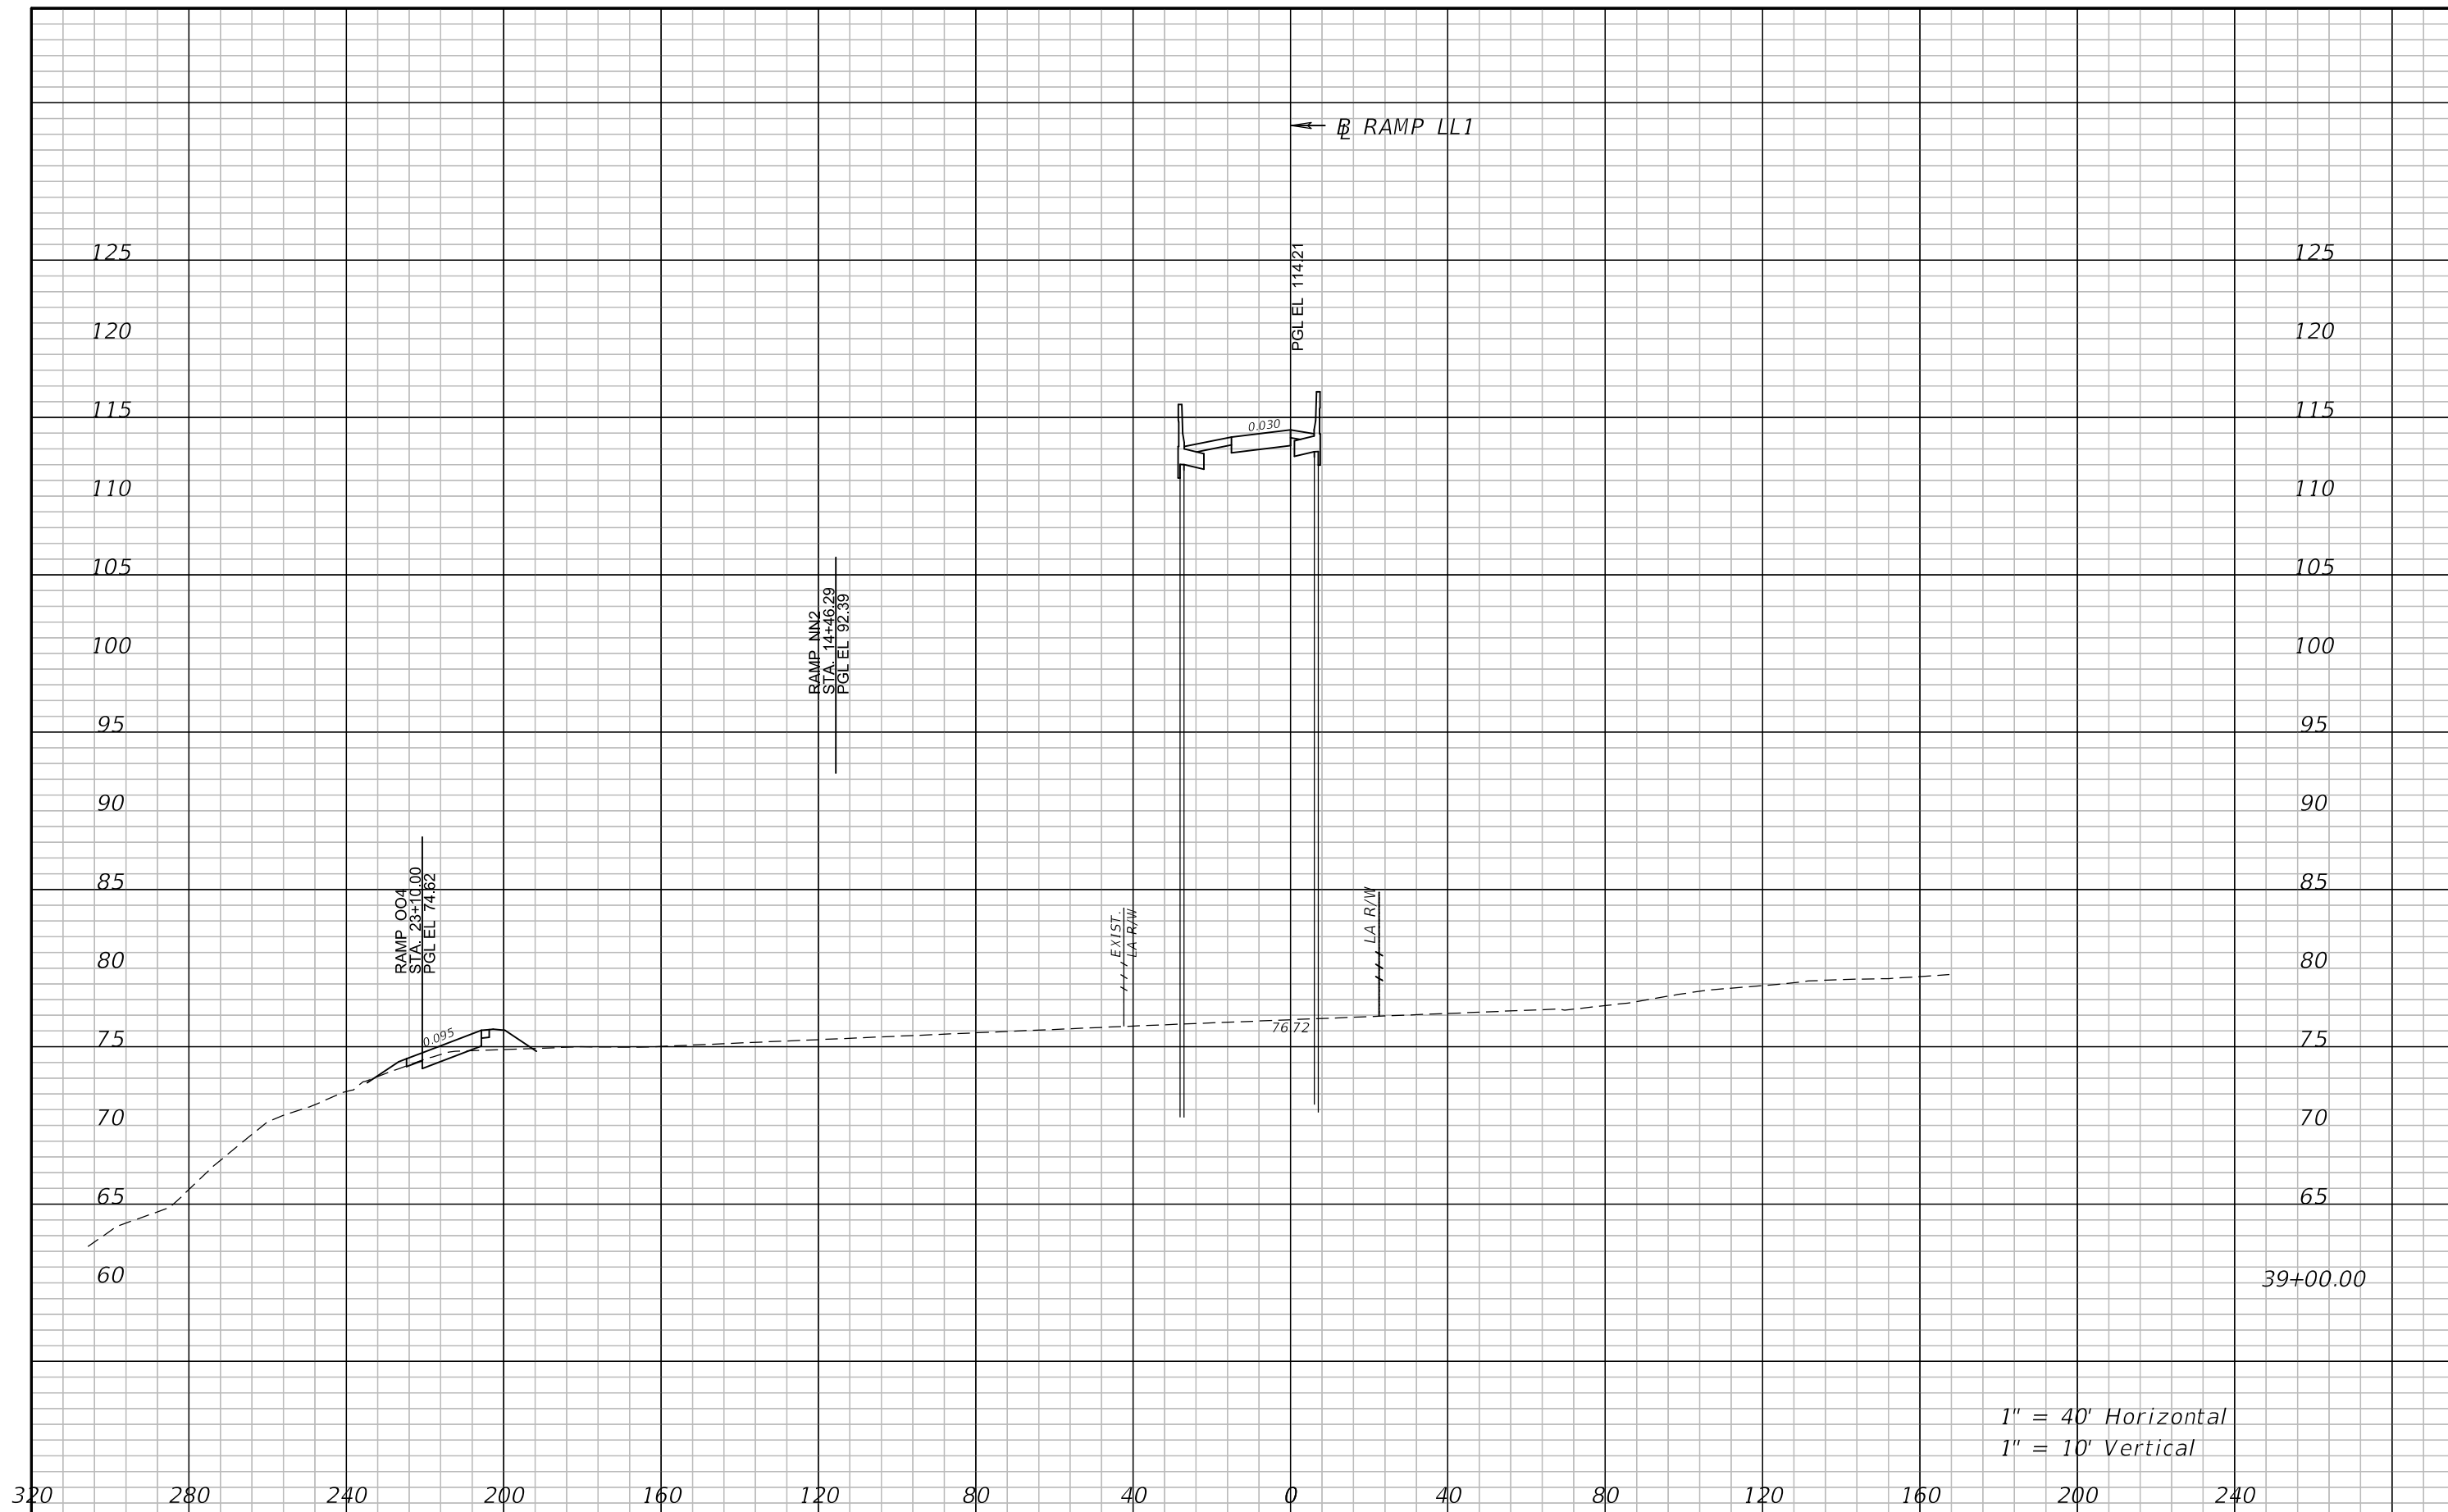 BL RAMP LL1
125 125
PGL EL 114.21
120 120
115 115
0.030
110 110
105 105
RAMP NN2
STA. 14+46.29
PGL EL 92.39
100 100
95 95
90 90
85 85
RAMP OO4
STA. 23+10.00
PGL EL 74.62
EXIST.
LA R/W
LA R/W
80 80
0.095
76.72
75 75
70 70
65 65
60 39+00.00
1" = 40' Horizontal
1" = 10' Vertical
320 280 240 200 160 120 80 40 0 40 80 120 160 200 240